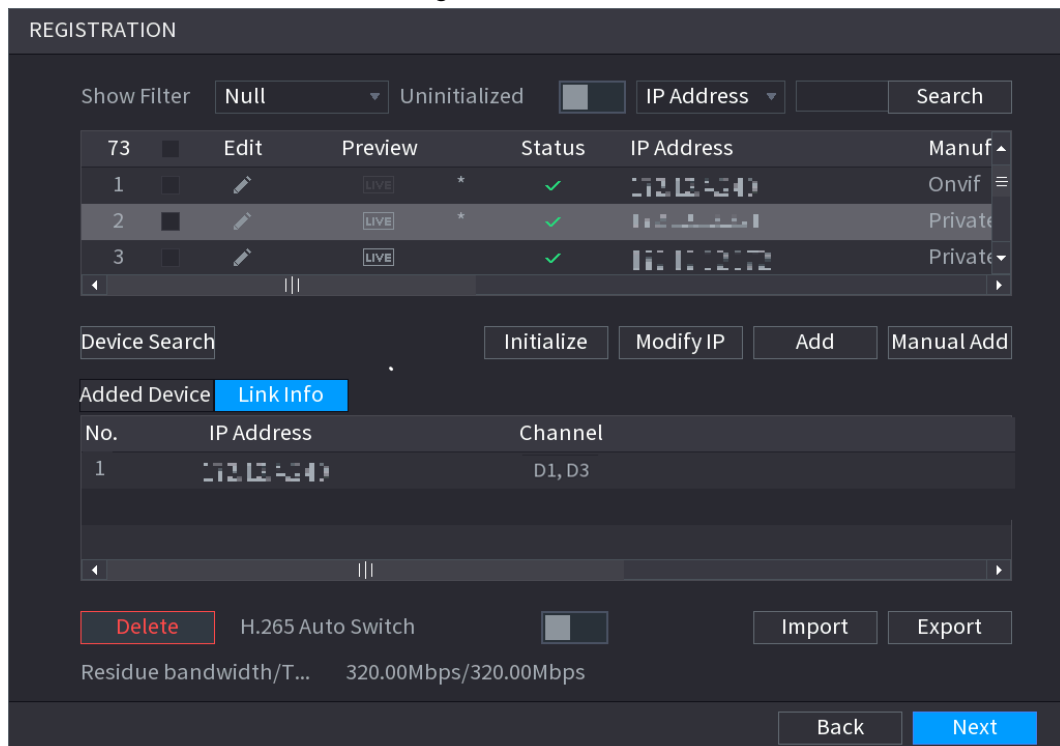 REGISTRATION
Show Filter Null Uninitialized IP Address Search
73 Edit Preview Status IP Address Manuf
1 LIVE * Onvif
2 LIVE * Private
3 LIVE Private
Device Search Initialize Modify IP Add Manual Add
Added Device Link Info
No. IP Address Channel
1 D1, D3
Delete H.265 Auto Switch Import Export
Residue bandwidth/T... 320.00Mbps/320.00Mbps
Back Next